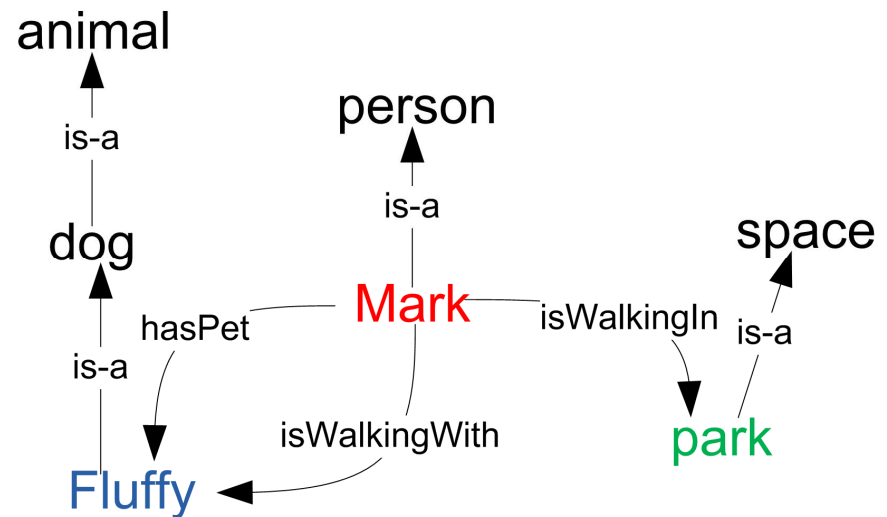 animal
person
is-a
is-a
space
dog
Mark
hasPet
isWalkingIn
is-a
is-a
isWalkingWith
park
Fluffy